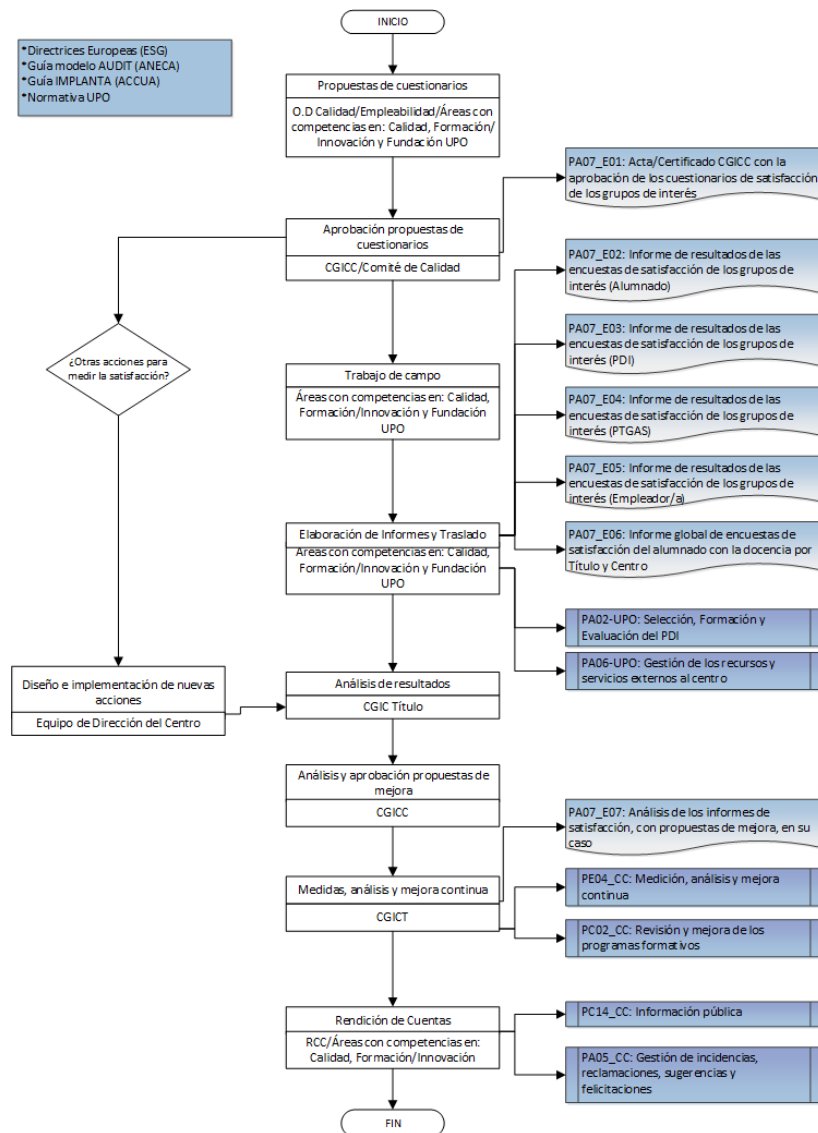 INICIO
*Directrices Europeas (ESG)
*Guía modelo AUDIT (ANECA)
*Guía IMPLANTA (ACCUA)
*Normativa UPO
Propuestas de cuestionarios
O.D Calidad/Empleabilidad/Áreas con
competencias en: Calidad, Formación/
Innovación y Fundación UPO
PA07_E01: Acta/Certificado CGICC con la
aprobación de los cuestionarios de satisfacción
de los grupos de interés
Aprobación propuestas de
cuestionarios
CGICC/Comité de Calidad
PA07_E02: Informe de resultados de las
encuestas de satisfacción de los grupos de
interés (Alumnado)
¿Otras acciones para
medir la satisfacción?
PA07_E03: Informe de resultados de las
encuestas de satisfacción de los grupos de
interés (PDI)
Trabajo de campo
Áreas con competencias en: Calidad,
Formación/Innovación y Fundación
UPO
PA07_E04: Informe de resultados de las
encuestas de satisfacción de los grupos de
interés (PTGAS)
PA07_E05: Informe de resultados de las
encuestas de satisfacción de los grupos de
interés (Empleador/a)
Elaboración de Informes y Traslado
Áreas con competencias en: Calidad,
Formación/Innovación y Fundación
UPO
PA07_E06: Informe global de encuestas de
satisfacción del alumnado con la docencia por
Título y Centro
PA02-UPO: Selección, Formación y
Evaluación del PDI
PA06-UPO: Gestión de los recursos y
servicios externos al centro
Diseño e implementación de nuevas
acciones
Equipo de Dirección del Centro
Análisis de resultados
CGIC Título
Análisis y aprobación propuestas de
mejora
CGICC
PA07_E07: Análisis de los informes de
satisfacción, con propuestas de mejora, en su
caso
Medidas, análisis y mejora continua
CGICT
PE04_CC: Medición, análisis y mejora
continua
PC02_CC: Revisión y mejora de los
programas formativos
Rendición de Cuentas
RCC/Áreas con competencias en:
Calidad, Formación/Innovación
PC14_CC: Información pública
PA05_CC: Gestión de incidencias,
reclamaciones, sugerencias y
felicitaciones
FIN